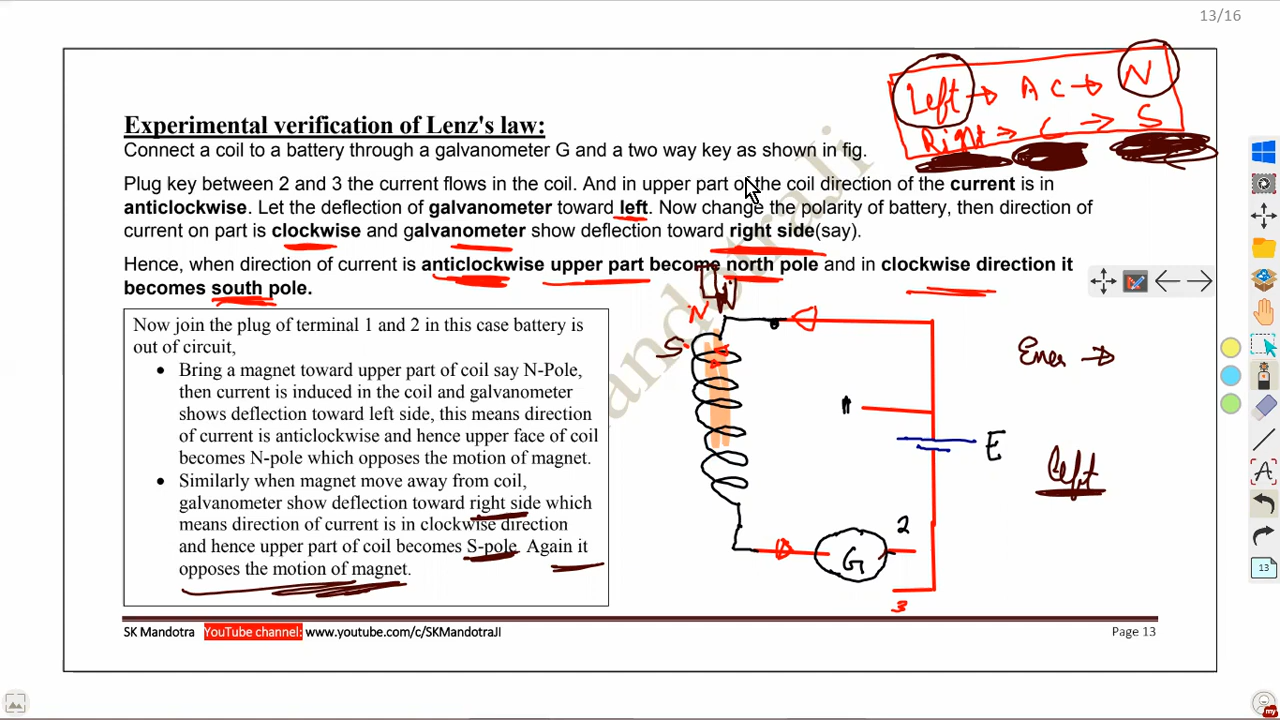 13/16
Left → AC → N
Right → C → S
Experimental verification of Lenz's law:
Connect a coil to a battery through a galvanometer G and a two way key as shown in fig.
Plug key between 2 and 3 the current flows in the coil. And in upper part of the coil direction of the current is in
anticlockwise. Let the deflection of galvanometer toward left. Now change the polarity of battery, then direction of
current on part is clockwise and galvanometer show deflection toward right side(say).
Hence, when direction of current is anticlockwise upper part become north pole and in clockwise direction it
becomes south pole.
Now join the plug of terminal 1 and 2 in this case battery is
out of circuit,
• Bring a magnet toward upper part of coil say N-Pole,
then current is induced in the coil and galvanometer
shows deflection toward left side, this means direction
of current is anticlockwise and hence upper face of coil
becomes N-pole which opposes the motion of magnet.
• Similarly when magnet move away from coil,
galvanometer show deflection toward right side which
means direction of current is in clockwise direction
and hence upper part of coil becomes S-pole. Again it
opposes the motion of magnet.
N
N
S
1
E
G
2
3
Ener →
left
SK Mandotra YouTube channel: www.youtube.com/c/SKMandotraJI
Page 13
13